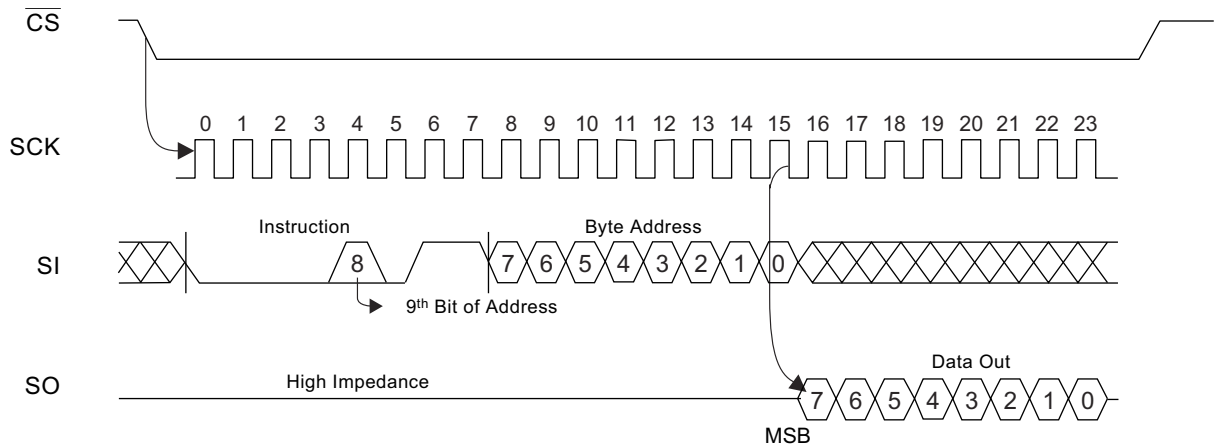 CS
SCK
0 1 2 3 4 5 6 7 8 9 10 11 12 13 14 15 16 17 18 19 20 21 22 23
Instruction
Byte Address
SI
8
7 6 5 4 3 2 1 0
9th Bit of Address
Data Out
High Impedance
SO
7 6 5 4 3 2 1 0
MSB